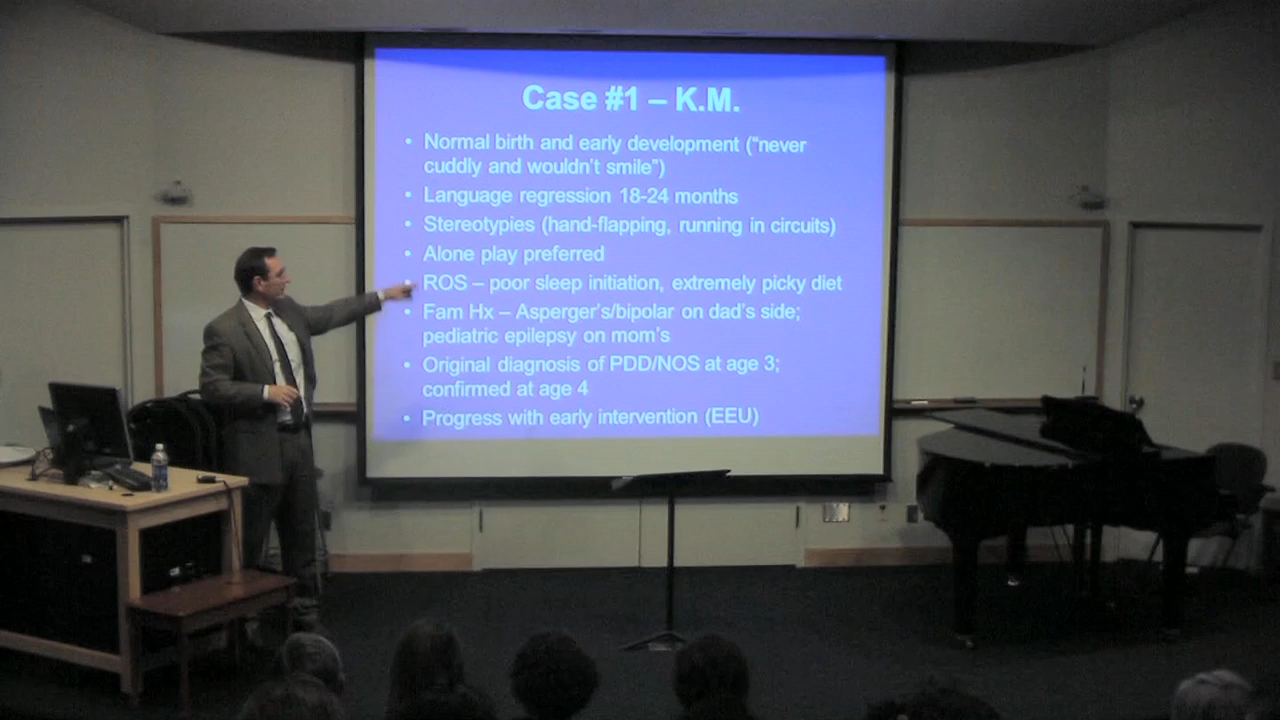 Case #1 – K.M.
• Normal birth and early development (“never
cuddly and wouldn’t smile”)
• Language regression 18-24 months
• Stereotypies (hand-flapping, running in circuits)
• Alone play preferred
• ROS – poor sleep initiation, extremely picky diet
• Fam Hx – Asperger’s/bipolar on dad’s side;
pediatric epilepsy on mom’s
• Original diagnosis of PDD/NOS at age 3;
confirmed at age 4
• Progress with early intervention (EEU)